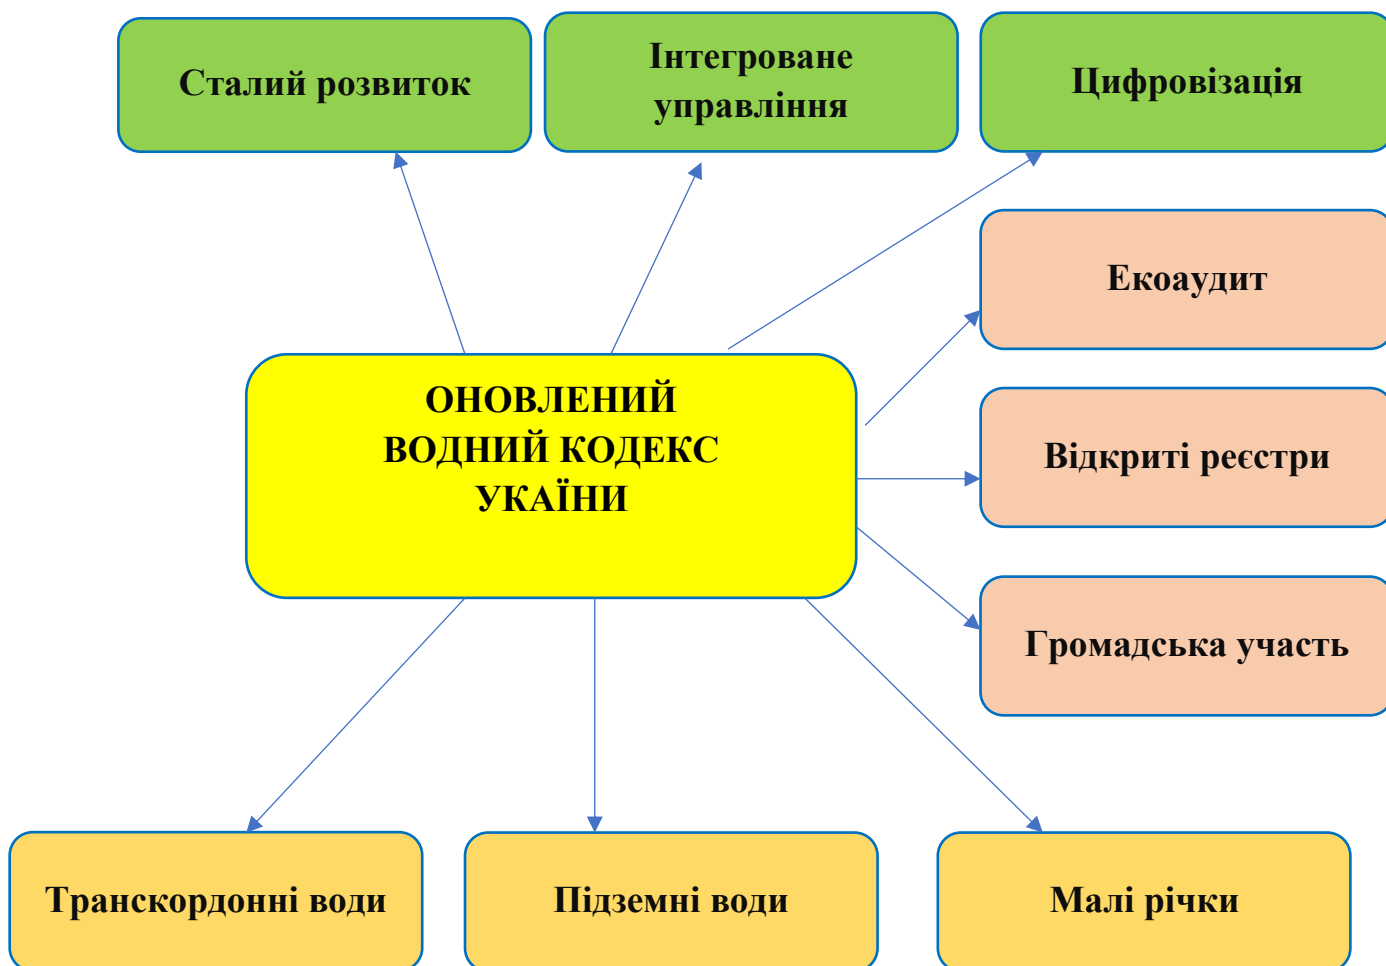 Сталий розвиток
Інтегроване
управління
Цифровізація
Екоаудит
ОНОВЛЕНИЙ
ВОДНИЙ КОДЕКС
УКАЇНИ
Відкриті реєстри
Громадська участь
Транскордонні води
Підземні води
Малі річки